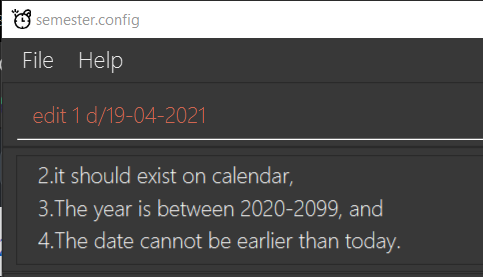 semester.config
File Help
edit 1 d/19-04-2021
2.it should exist on calendar,
3.The year is between 2020-2099, and
4.The date cannot be earlier than today.